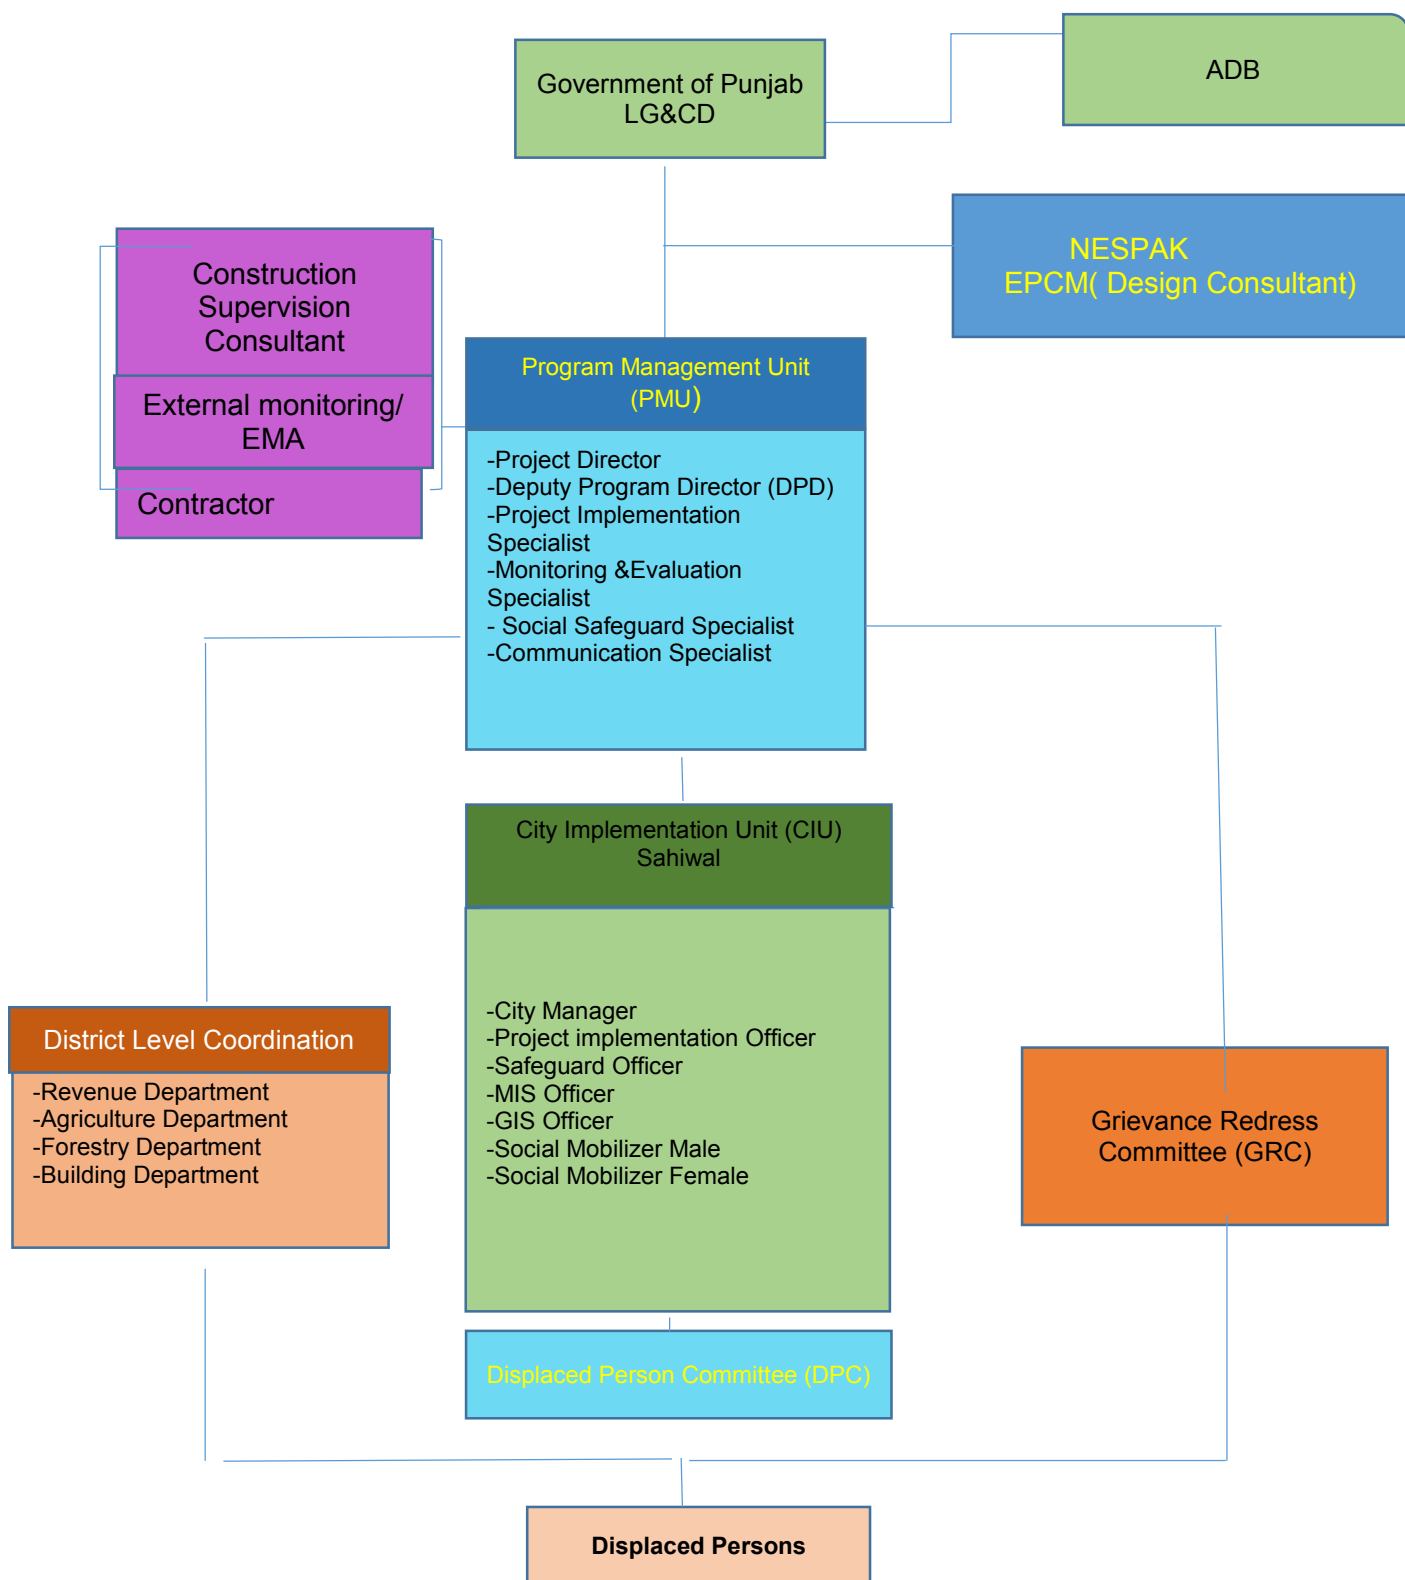 Government of Punjab
LG&CD
ADB
NESPAK
EPCM( Design Consultant)
Construction
Supervision
Consultant
External monitoring/
EMA
Contractor
Program Management Unit
(PMU)
-Project Director
-Deputy Program Director (DPD)
-Project Implementation
Specialist
-Monitoring &Evaluation
Specialist
- Social Safeguard Specialist
-Communication Specialist
City Implementation Unit (CIU)
Sahiwal
-City Manager
-Project implementation Officer
-Safeguard Officer
-MIS Officer
-GIS Officer
-Social Mobilizer Male
-Social Mobilizer Female
District Level Coordination
-Revenue Department
-Agriculture Department
-Forestry Department
-Building Department
Grievance Redress
Committee (GRC)
Displaced Person Committee (DPC)
Displaced Persons